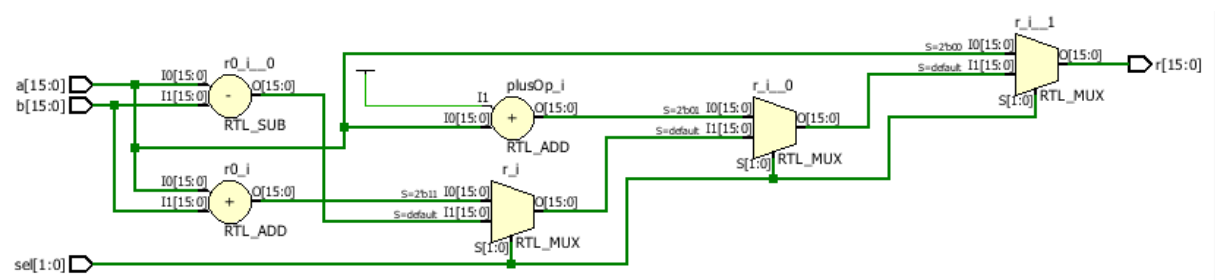 r_i__1
S=2'b00 I0[15:0]
O[15:0]
r[15:0]
S=default I1[15:0]
S[1:0]
RTL_MUX
r0_i__0
a[15:0]
I0[15:0]
O[15:0]
b[15:0]
I1[15:0]
-
RTL_SUB
plusOp_i
I1
O[15:0]
I0[15:0]
+
RTL_ADD
r_i__0
S=2'b01 I0[15:0]
S=default I1[15:0]
O[15:0]
S[1:0]
RTL_MUX
r0_i
I0[15:0]
O[15:0]
I1[15:0]
+
RTL_ADD
r_i
S=2'b11 I0[15:0]
O[15:0]
S=default I1[15:0]
S[1:0]
RTL_MUX
sel[1:0]